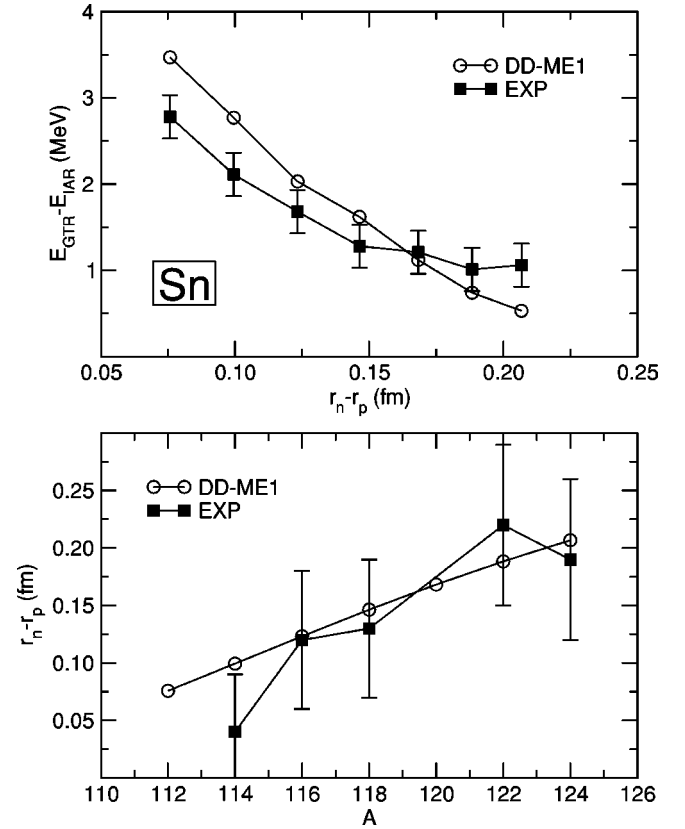 4
3
2
1
E_GTR-E_IAR (MeV)
DD-ME1
EXP
Sn
0.05 0.10 0.15 0.20 0.25
r_n-r_p (fm)
0.25
0.20
0.15
0.10
0.05
r_n-r_p (fm)
DD-ME1
EXP
110 112 114 116 118 120 122 124 126
A